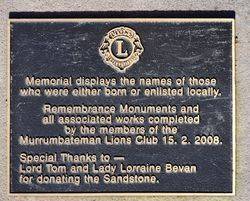 LIONS
L
INTERNATIONAL
Memorial displays the names of those
who were either born or enlisted locally.
Remembrance Monuments and
all associated works completed
by the members of the
Murrumbateman Lions Club 15. 2. 2008.
Special Thanks to —
Lord Tom and Lady Lorraine Bevan
for donating the Sandstone.